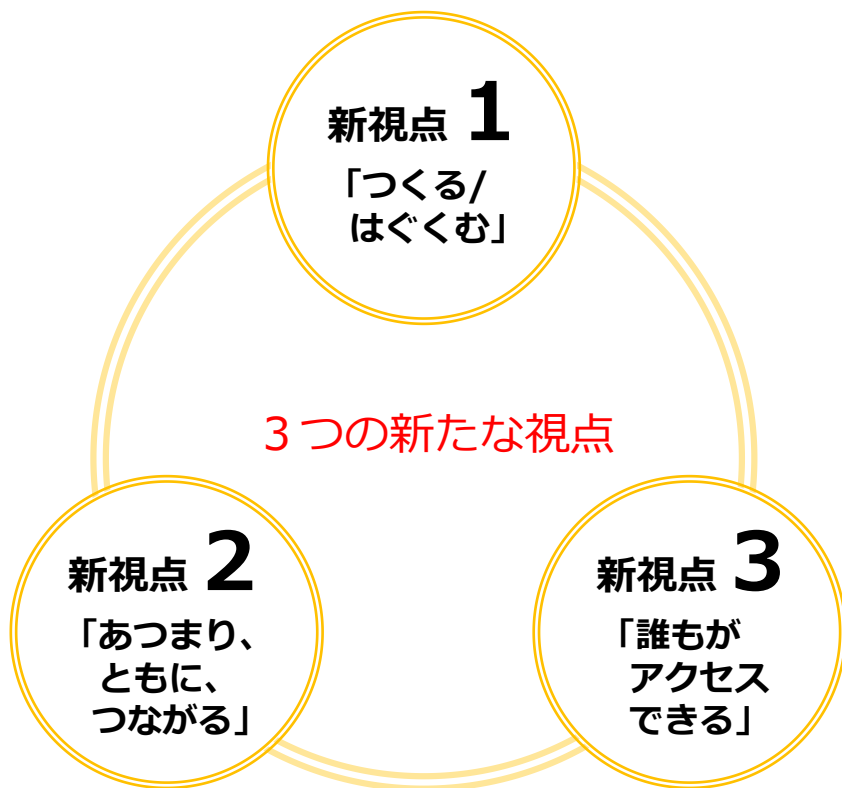 新視点 1
「つくる/
はぐくむ」
３つの新たな視点
新視点 2
「あつまり、
ともに、
つながる」
新視点 3
「誰もが
アクセス
できる」